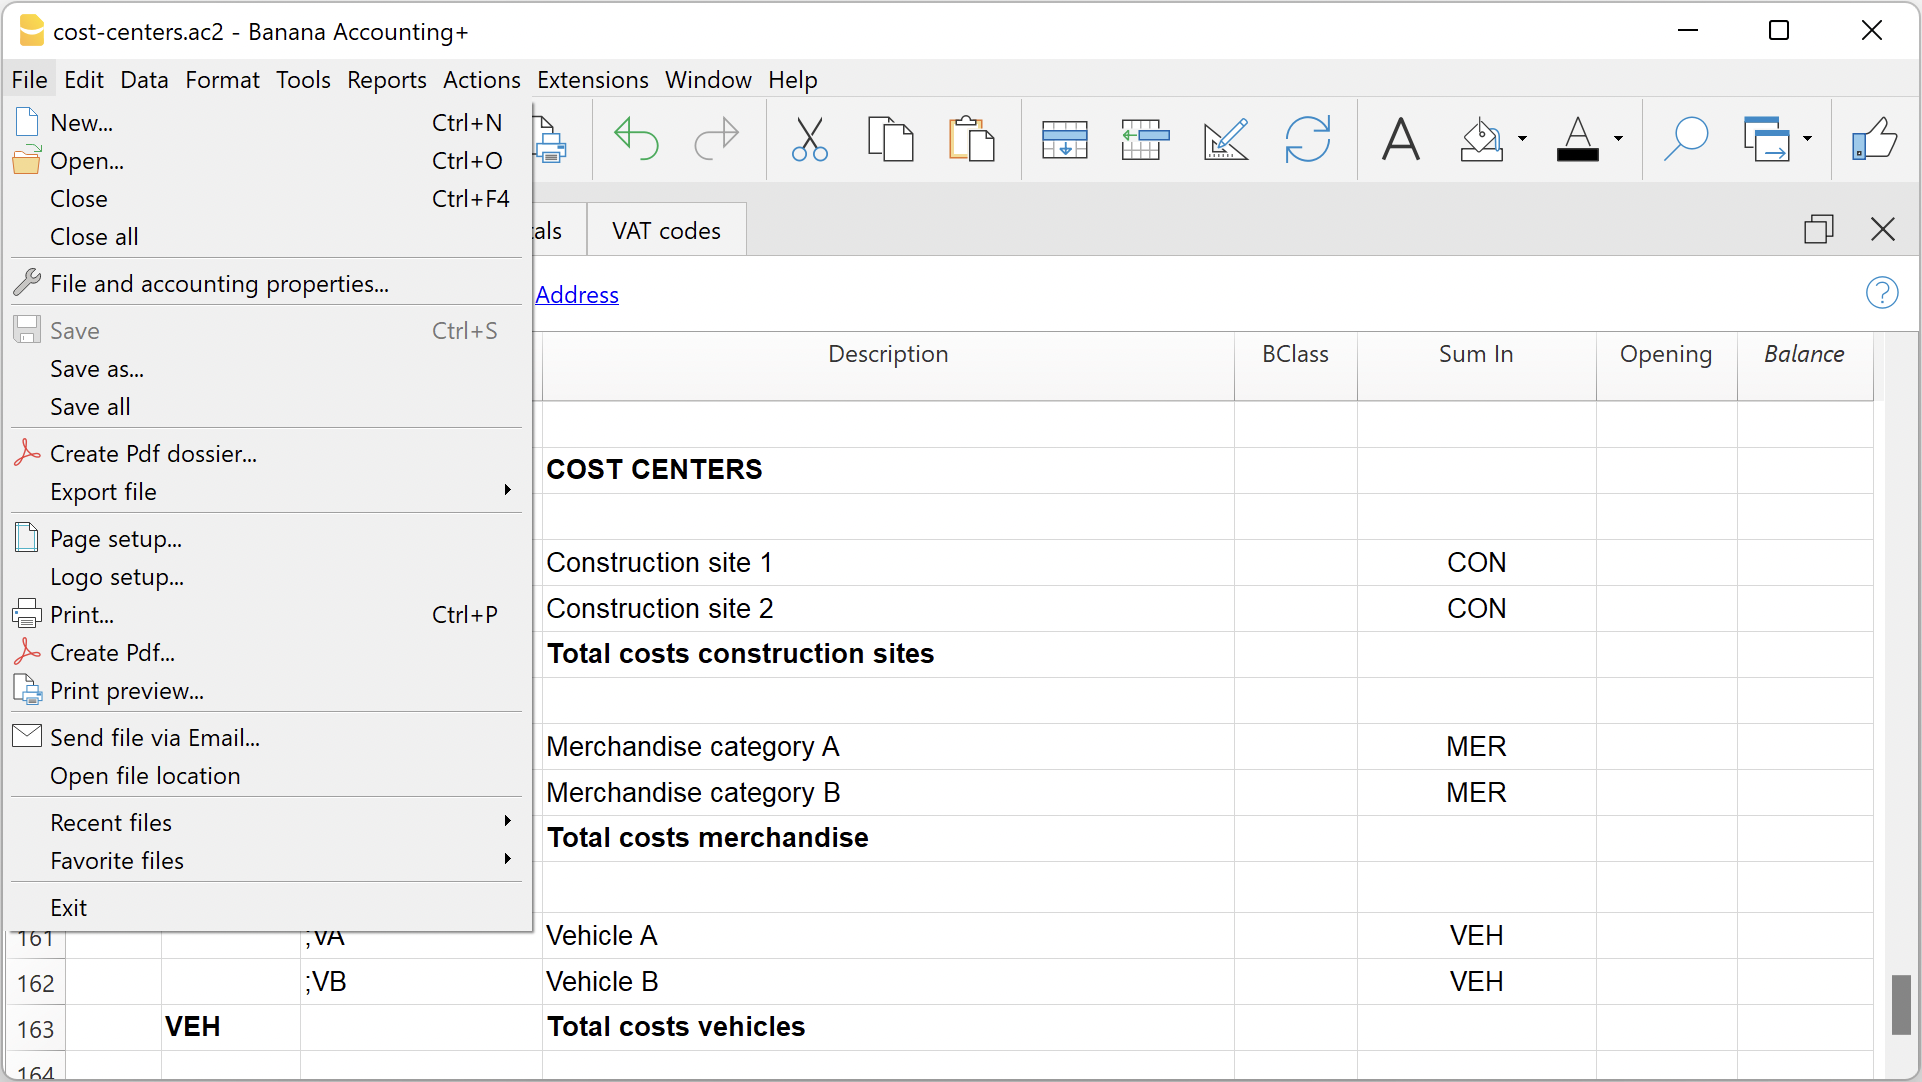 cost-centers.ac2 - Banana Accounting+
File Edit Data Format Tools Reports Actions Extensions Window Help
New... Ctrl+N
Open... Ctrl+O
Close Ctrl+F4
Close all
als VAT codes
File and accounting properties...
Address ?
Save Ctrl+S
Save as...
Save all
Create Pdf dossier...
Export file
Page setup...
Logo setup...
Print... Ctrl+P
Create Pdf...
Print preview...
Send file via Email...
Open file location
Recent files
Favorite files
Exit
Description BClass Sum In Opening Balance
COST CENTERS
Construction site 1 CON
Construction site 2 CON
Total costs construction sites
Merchandise category A MER
Merchandise category B MER
Total costs merchandise
161 ;VA Vehicle A VEH
162 ;VB Vehicle B VEH
163 VEH Total costs vehicles
164